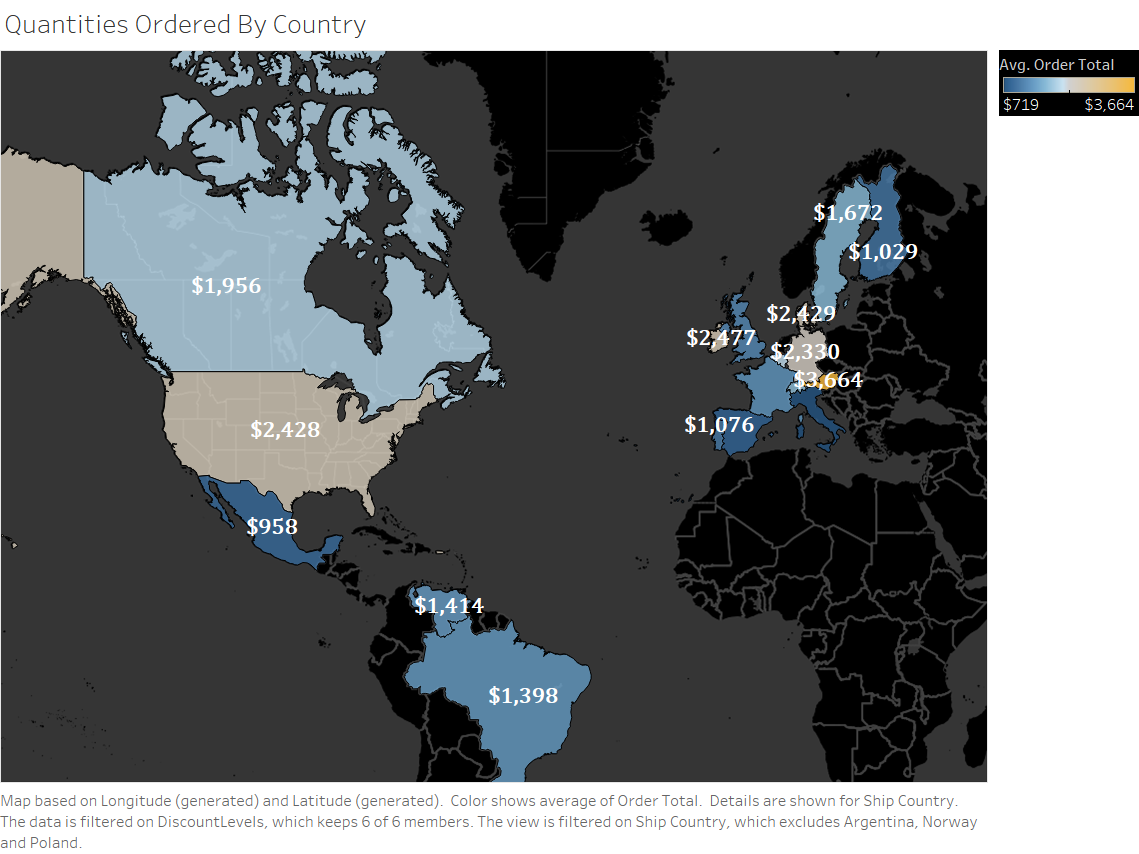 Quantities Ordered By Country
Avg. Order Total
$719 $3,664
$1,672
$1,029
$1,956
$2,429
$2,477
$2,330
$3,664
$1,076
$2,428
$958
$1,414
$1,398
Map based on Longitude (generated) and Latitude (generated). Color shows average of Order Total. Details are shown for Ship Country.
The data is filtered on DiscountLevels, which keeps 6 of 6 members. The view is filtered on Ship Country, which excludes Argentina, Norway
and Poland.